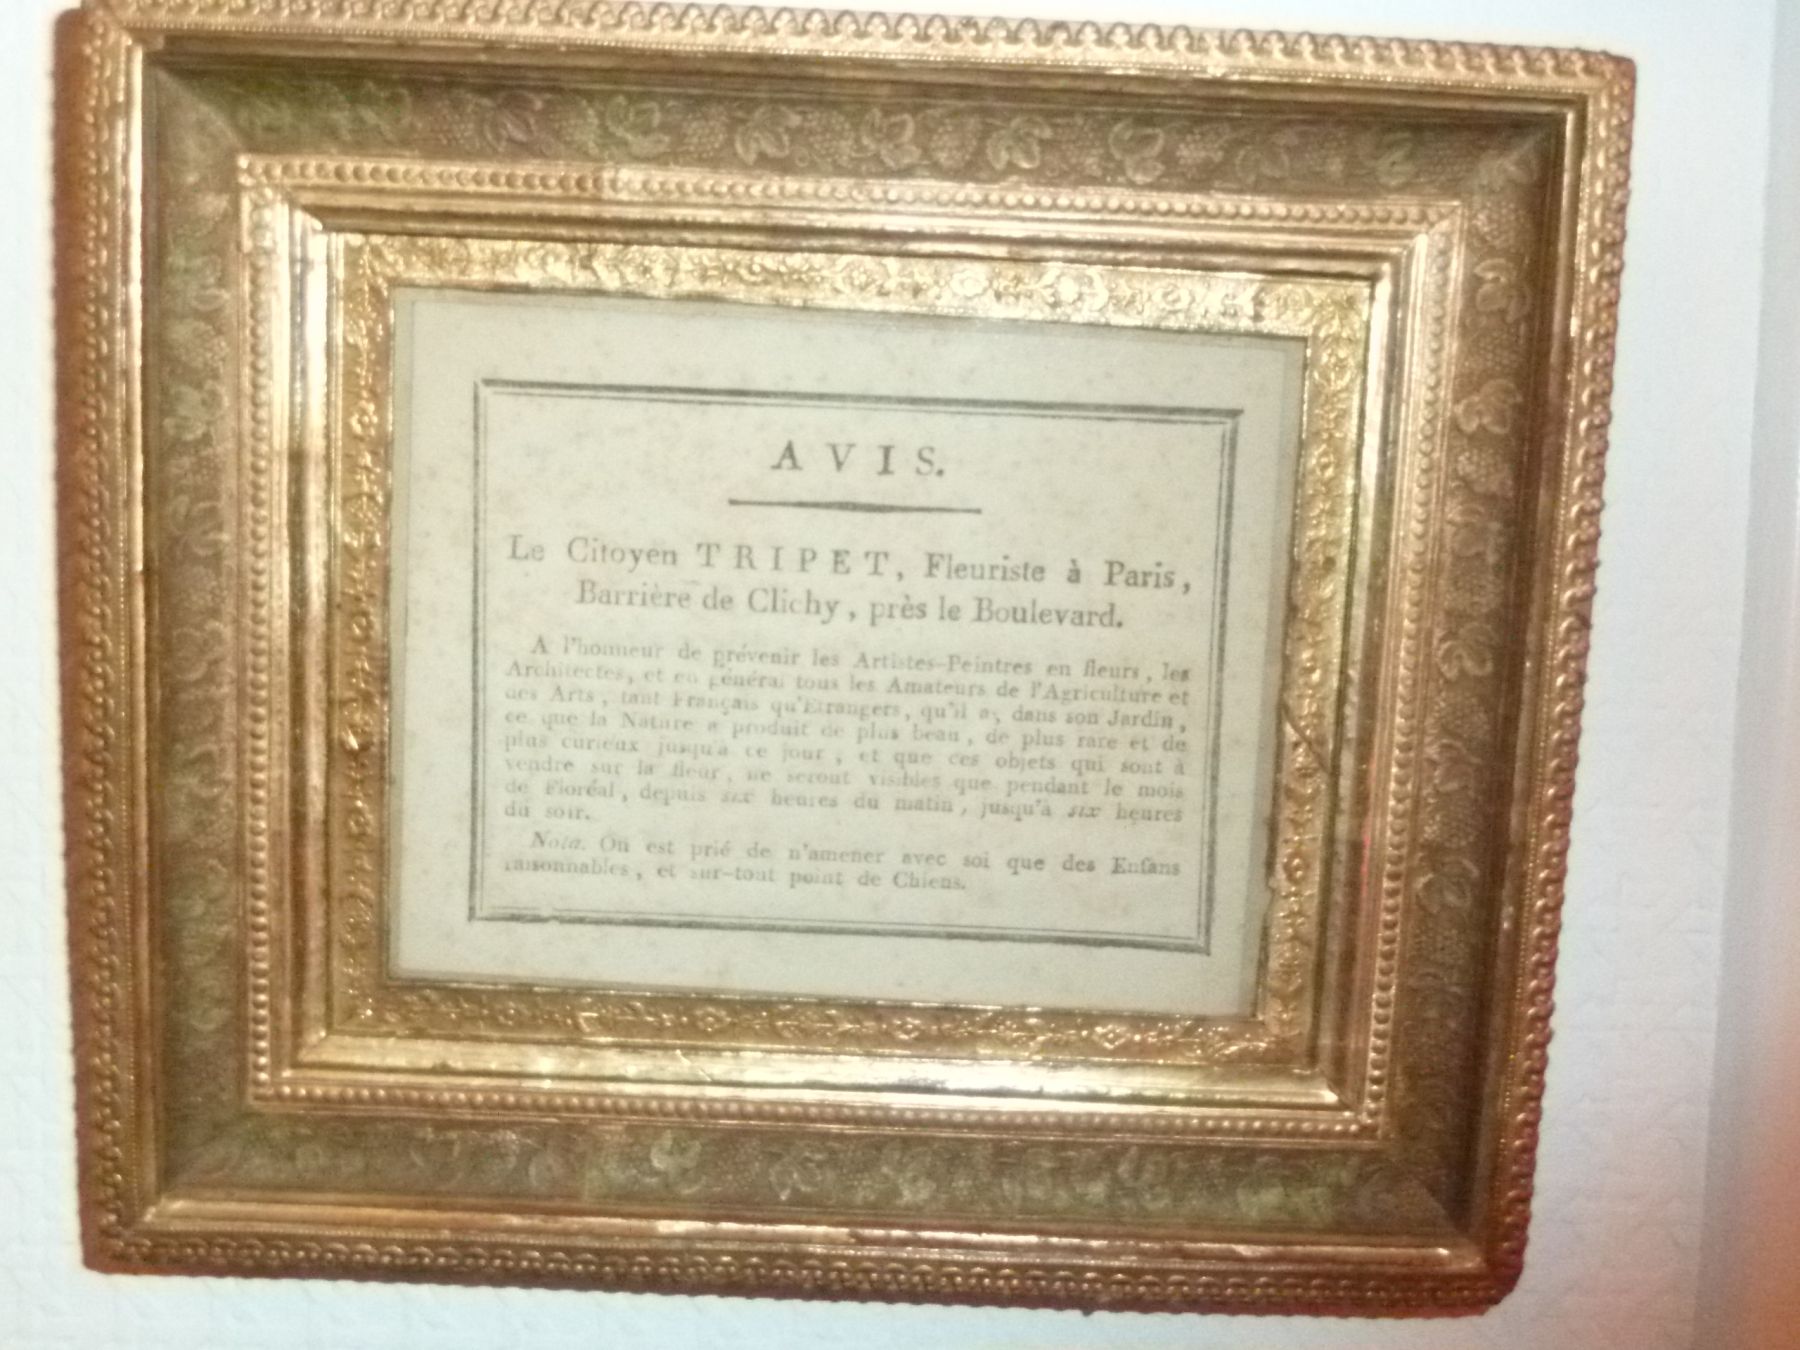 AVIS.
Le Citoyen TRIPET, Fleuriste à Paris,
Barrière de Clichy, près le Boulevard.
A l'honneur de prévenir les Artistes-Peintres en fleurs, les
Architectes, et en général tous les Amateurs de l'Agriculture et
des Arts, tant Français qu'Etrangers, qu'il a, dans son Jardin,
ce que la Nature a produit de plus beau, de plus rare et de
plus curieux jusqu'à ce jour, et que ces objets qui sont à
vendre sur la fleur, ne seront visibles que pendant le mois
de Floréal, depuis six heures du matin, jusqu'à six heures
du soir.
Nota. On est prié de n'amener avec soi que des Enfans
raisonnables, et sur-tout point de Chiens.